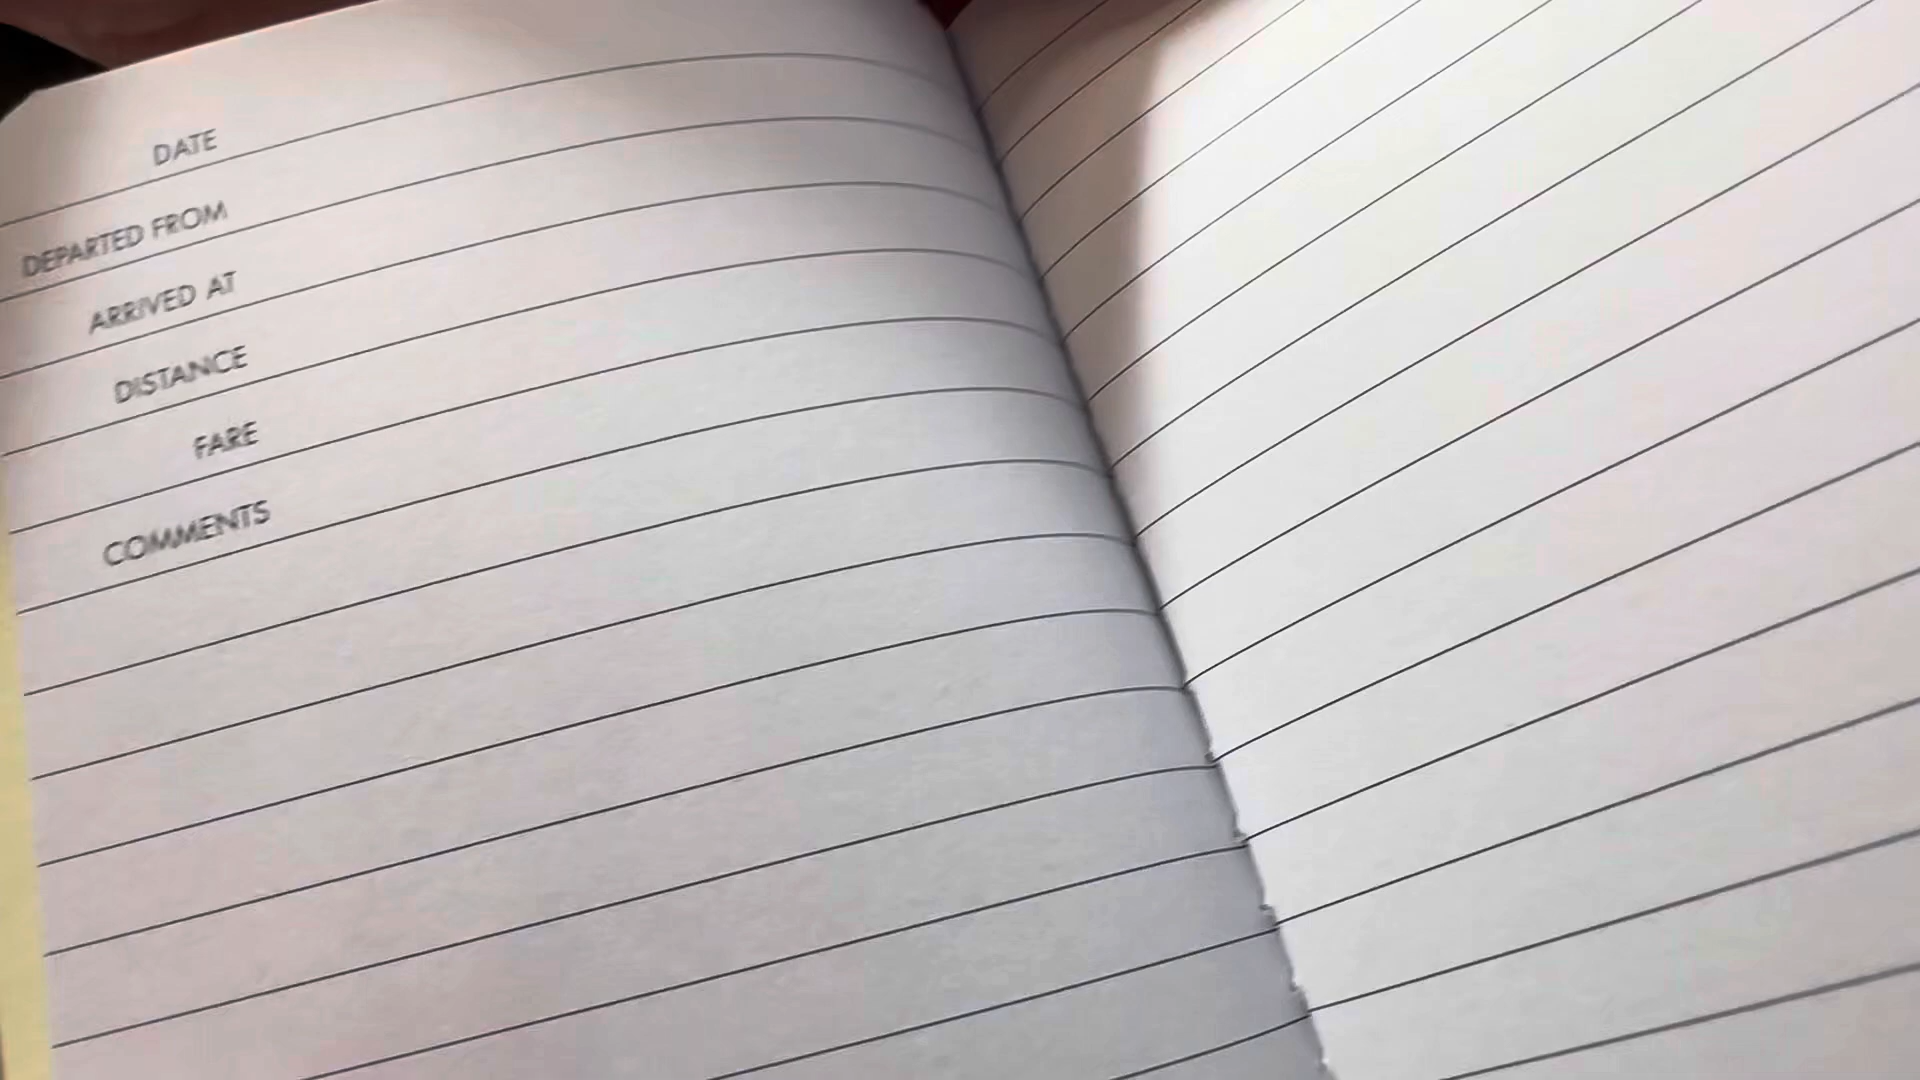 DATE
DEPARTED FROM
ARRIVED AT
DISTANCE
FARE
COMMENTS